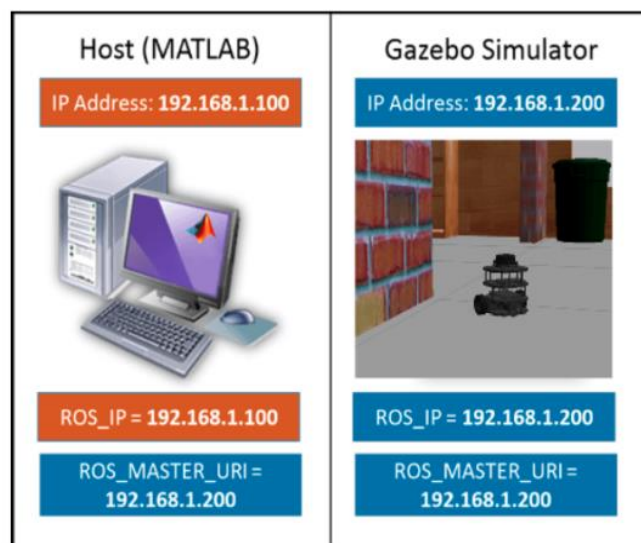 Host (MATLAB)
IP Address: 192.168.1.100
ROS_IP = 192.168.1.100
ROS_MASTER_URI =
192.168.1.200
Gazebo Simulator
IP Address: 192.168.1.200
ROS_IP = 192.168.1.200
ROS_MASTER_URI =
192.168.1.200